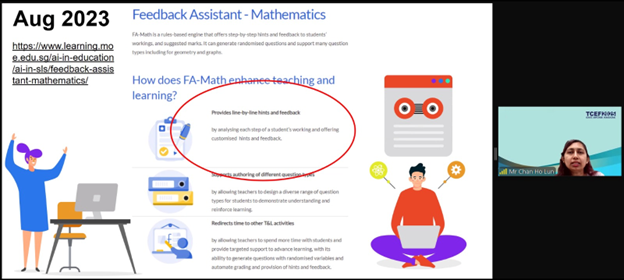 Aug 2023
https://www.learning.mo
e.edu.sg/ai-in-education
/ai-in-sls/feedback-assis
tant-mathematics/
Feedback Assistant - Mathematics
FA-Math is a rules-based engine that offers step-by-step hints and feedback to students'
workings, and suggested marks. It can generate randomised questions and support many question
types including for geometry and graphs.
How does FA-Math enhance teaching and
learning?
Provides line-by-line hints and feedback
by analysing each step of a student's working and offering
customised hints and feedback.
Supports authoring of different question types
by allowing teachers to design a diverse range of question
types for students to demonstrate understanding and
reinforce learning.
Redirects time to other T&L activities
by allowing teachers to spend more time with students and
provide targeted support to advance learning, with its
ability to generate questions with randomised variables and
automate grading and provision of hints and feedback.
Mr Chan Ho Lun